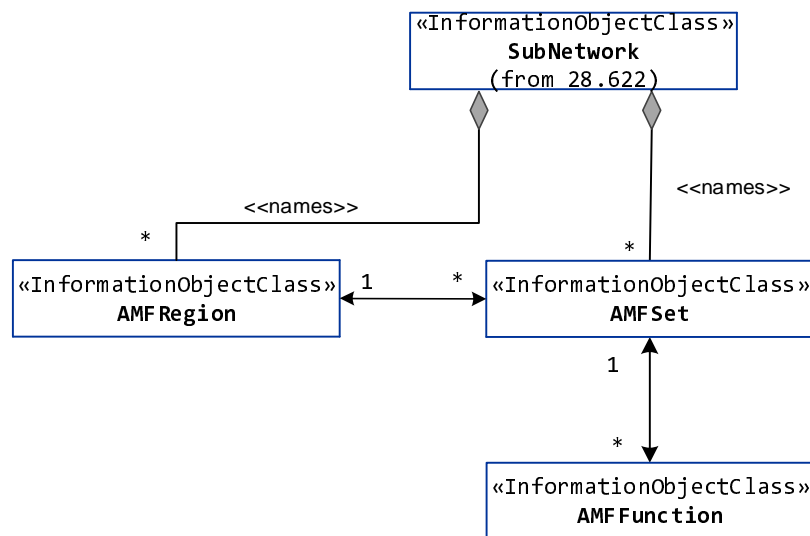 «InformationObjectClass»
SubNetwork
(from 28.622)
<<names>>
<<names>>
*
*
«InformationObjectClass»
AMFRegion
1
*
«InformationObjectClass»
AMFSet
1
*
«InformationObjectClass»
AMFFunction